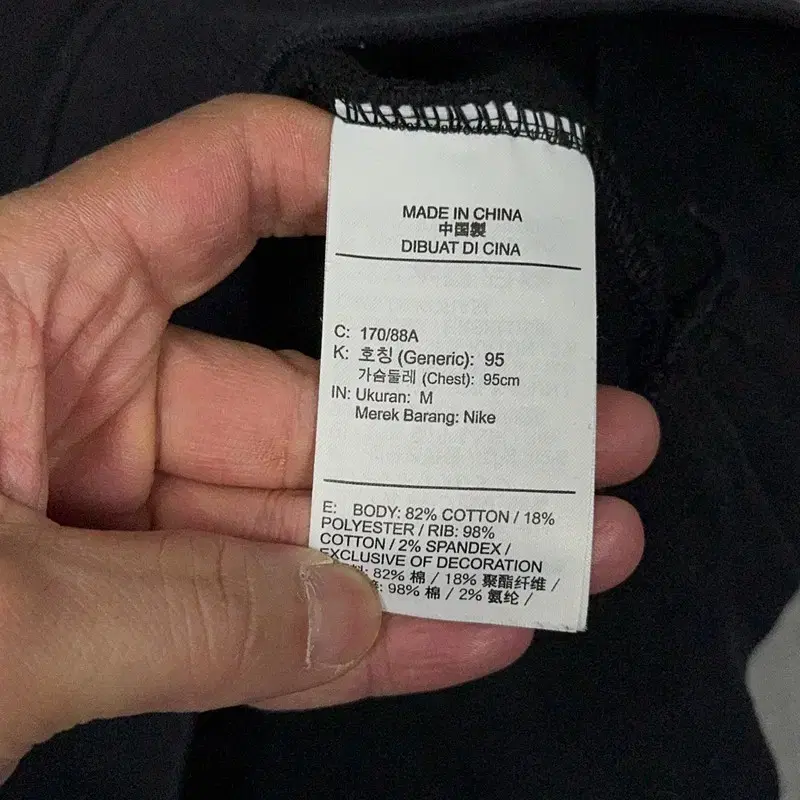 MADE IN CHINA
中国製
DIBUAT DI CINA
C: 170/88A
K: 호칭 (Generic): 95
가슴둘레 (Chest): 95cm
IN: Ukuran: M
Merek Barang: Nike
E: BODY: 82% COTTON / 18%
POLYESTER / RIB: 98%
COTTON / 2% SPANDEX /
EXCLUSIVE OF DECORATION
82% 棉 / 18% 聚酯纤维 /
98% 棉 / 2% 氨纶 /